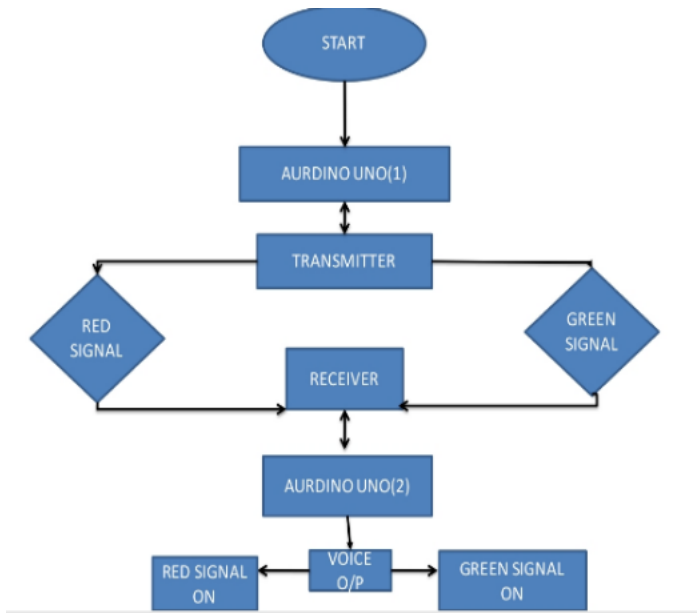 START
AURDINO UNO(1)
TRANSMITTER
RED
SIGNAL
GREEN
SIGNAL
RECEIVER
AURDINO UNO(2)
RED SIGNAL
ON
VOICE
O/P
GREEN SIGNAL
ON